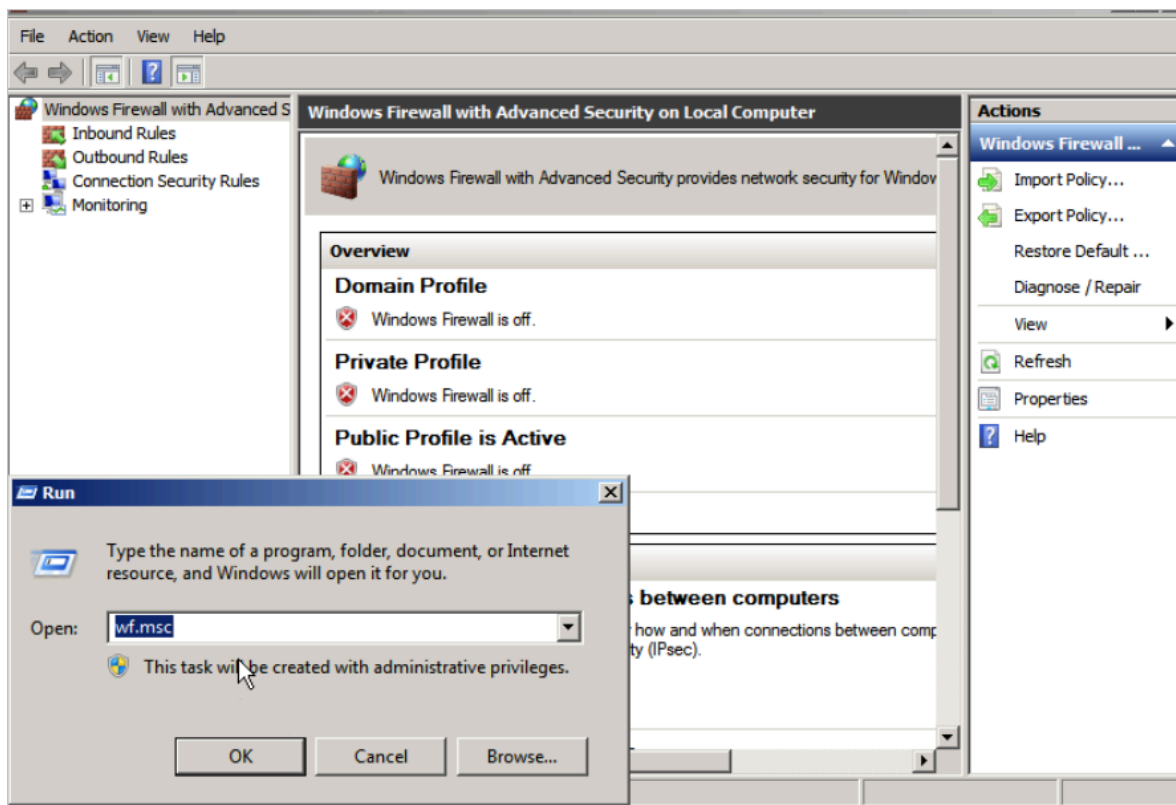 File Action View Help
Windows Firewall with Advanced S
Inbound Rules
Outbound Rules
Connection Security Rules
Monitoring
Windows Firewall with Advanced Security on Local Computer
Windows Firewall with Advanced Security provides network security for Window
Overview
Domain Profile
Windows Firewall is off.
Private Profile
Windows Firewall is off.
Public Profile is Active
Windows Firewall is off
between computers
how and when connections between comp
ty (IPsec).
Actions
Windows Firewall ...
Import Policy...
Export Policy...
Restore Default ...
Diagnose / Repair
View
Refresh
Properties
Help
Run
Type the name of a program, folder, document, or Internet
resource, and Windows will open it for you.
Open: wf.msc
This task will be created with administrative privileges.
OK Cancel Browse...